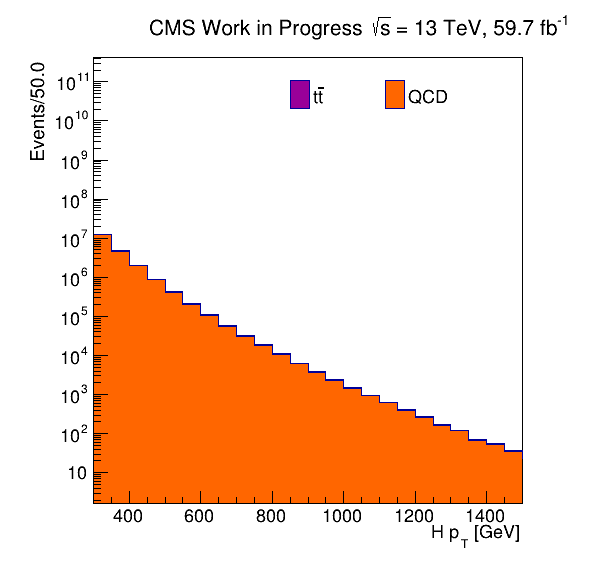 CMS Work in Progress √s = 13 TeV, 59.7 fb⁻¹
Events/50.0
tt̄
QCD
10¹¹
10¹⁰
10⁹
10⁸
10⁷
10⁶
10⁵
10⁴
10³
10²
10
400 600 800 1000 1200 1400
H p_T [GeV]